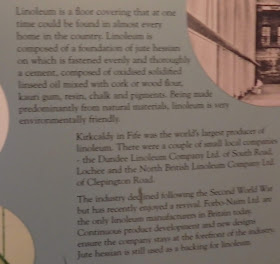 Linoleum is a floor covering that at one
time could be found in almost every
home in the country. Linoleum is
composed of a foundation of jute hessian
on which is fastened evenly and thoroughly
a cement, composed of oxidised solidified
linseed oil mixed with cork or wood flour,
kauri gum, resin, chalk and pigments. Being made
predominantly from natural materials, linoleum is very
environmentally friendly.
Kirkcaldy in Fife was the world's largest producer of
linoleum. There were a couple of small local companies
- the Dundee Linoleum Company Ltd. of South Road,
Lochee and the North British Linoleum Company Ltd.
of Clepington Road.
The industry declined following the Second World War
but has recently enjoyed a revival. Forbo-Nairn Ltd. are
the only linoleum manufacturers in Britain today.
Continuous product development and new designs
ensure the company stays at the forefront of the industry.
Jute hessian is still used as a backing for linoleum.